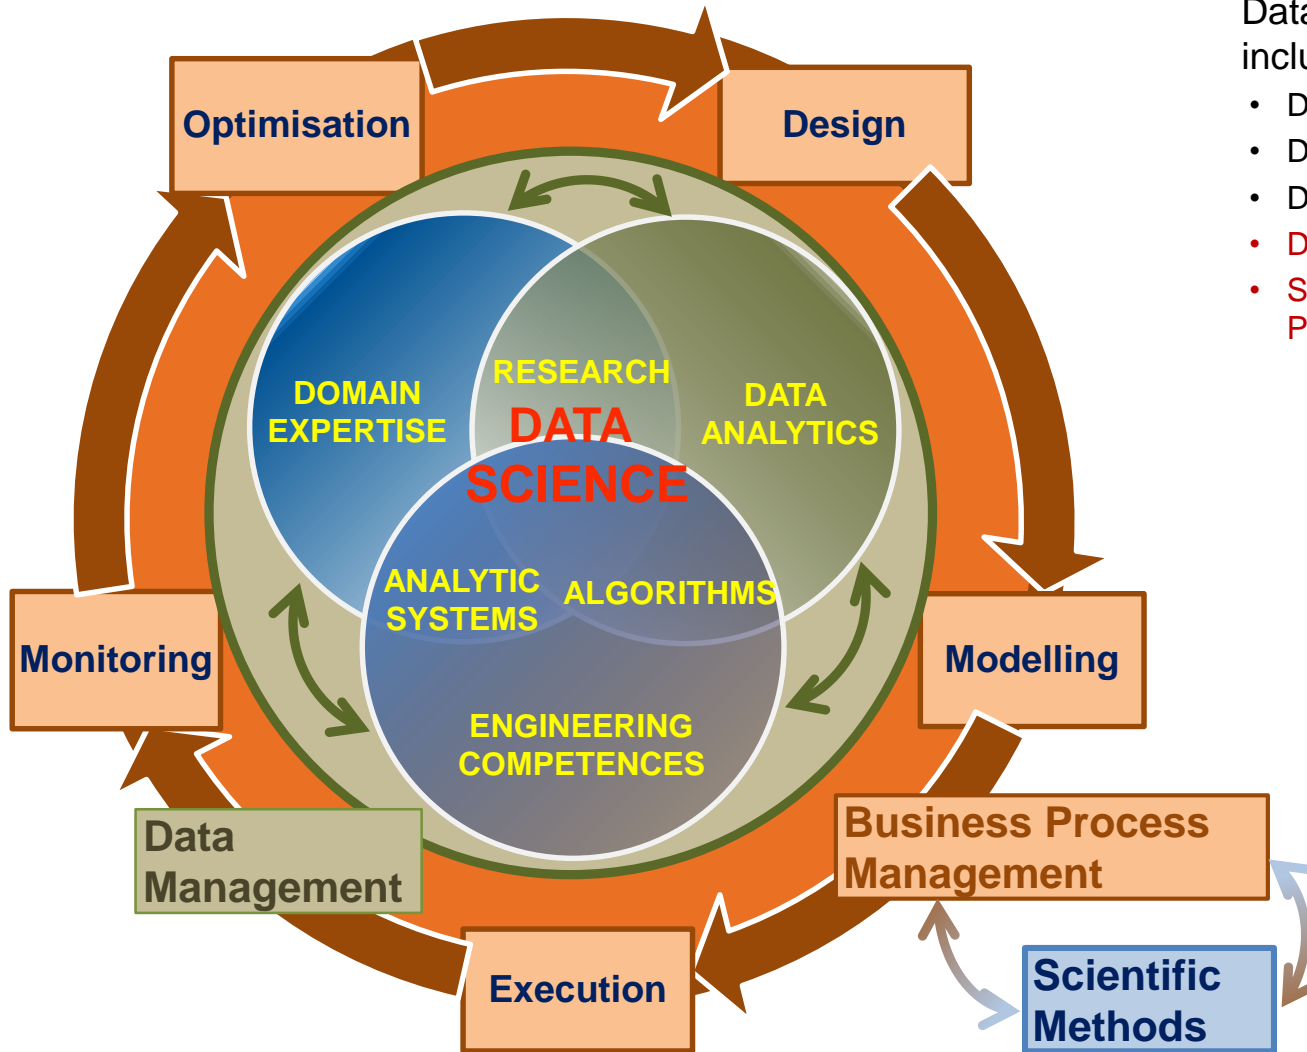 Optimisation
Design
DOMAIN
EXPERTISE
RESEARCH
DATA
SCIENCE
DATA
ANALYTICS
ANALYTIC
SYSTEMS
ALGORITHMS
ENGINEERING
COMPETENCES
Monitoring
Modelling
Data
Management
Business Process
Management
Execution
Scientific
Methods